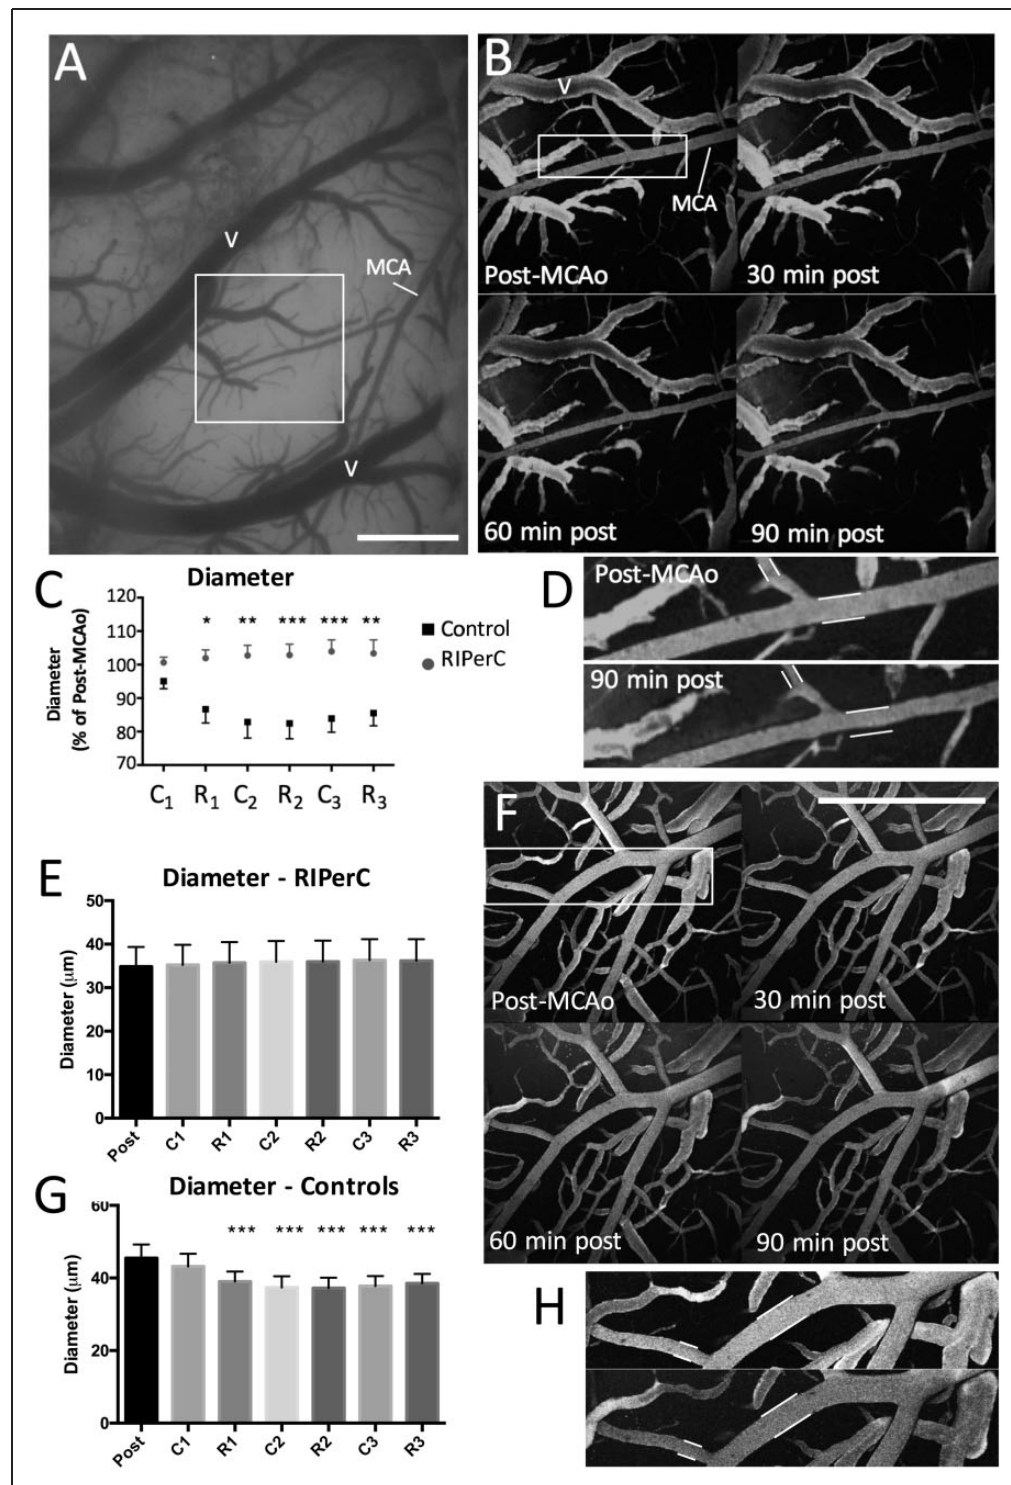 A
V
MCA
V
B
V
MCA
Post-MCAo
30 min post
60 min post
90 min post
C
Diameter
Diameter
(% of Post-MCAo)
120
110
100
90
80
70
* ** *** *** **
Control
RIPerC
C1 R1 C2 R2 C3 R3
D
Post-MCAo
90 min post
E
Diameter - RIPerC
Diameter (µm)
50
40
30
20
10
0
Post C1 R1 C2 R2 C3 R3
F
Post-MCAo
30 min post
60 min post
90 min post
G
Diameter - Controls
Diameter (µm)
60
40
20
0
*** *** *** *** ***
Post C1 R1 C2 R2 C3 R3
H